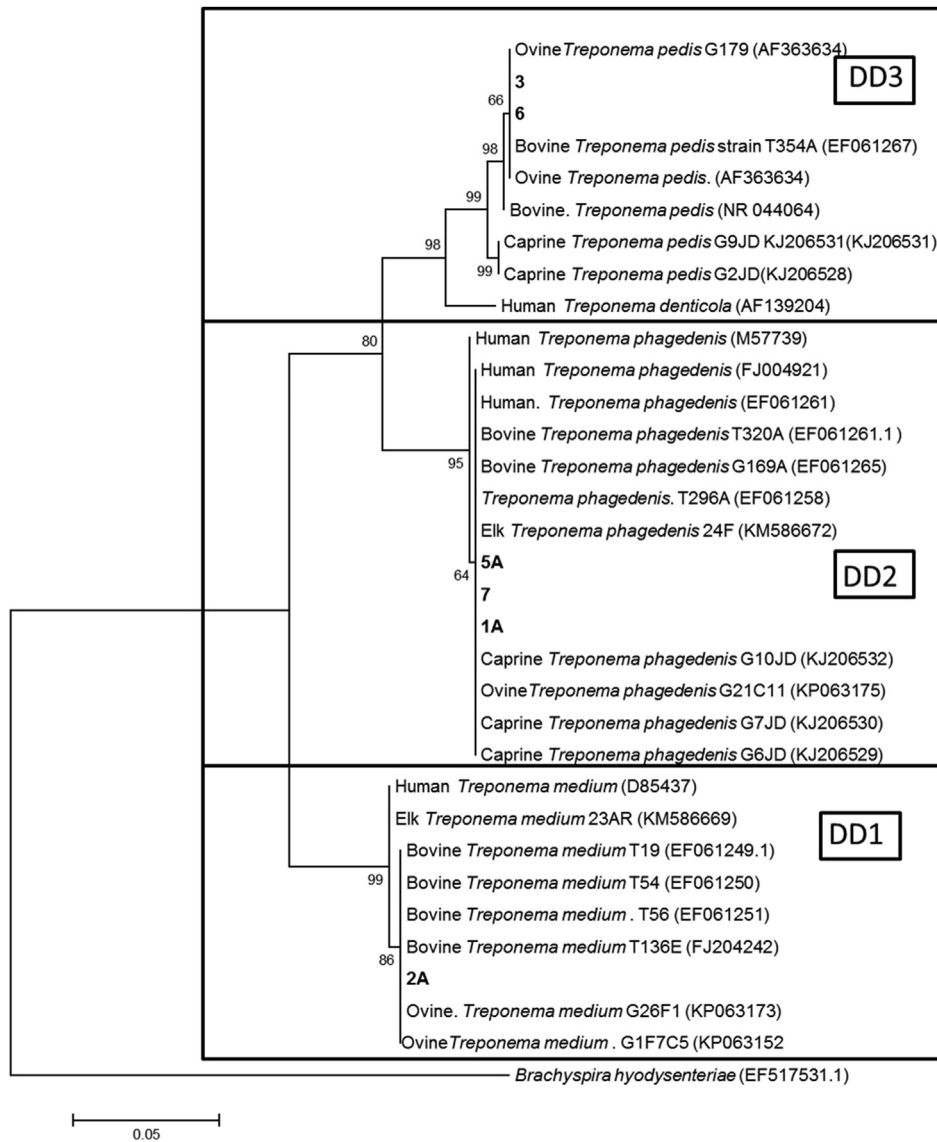 Ovine Treponema pedis G179 (AF363634)
DD3
3
66
6
98
Bovine Treponema pedis strain T354A (EF061267)
Ovine Treponema pedis. (AF363634)
99
Bovine. Treponema pedis (NR 044064)
98
Caprine Treponema pedis G9JD KJ206531(KJ206531)
99
Caprine Treponema pedis G2JD(KJ206528)
Human Treponema denticola (AF139204)
80
Human Treponema phagedenis (M57739)
Human Treponema phagedenis (FJ004921)
Human. Treponema phagedenis (EF061261)
Bovine Treponema phagedenis T320A (EF061261.1)
95
Bovine Treponema phagedenis G169A (EF061265)
Treponema phagedenis. T296A (EF061258)
Elk Treponema phagedenis 24F (KM586672)
5A
64
DD2
7
1A
Caprine Treponema phagedenis G10JD (KJ206532)
Ovine Treponema phagedenis G21C11 (KP063175)
Caprine Treponema phagedenis G7JD (KJ206530)
Caprine Treponema phagedenis G6JD (KJ206529)
Human Treponema medium (D85437)
Elk Treponema medium 23AR (KM586669)
DD1
Bovine Treponema medium T19 (EF061249.1)
99
Bovine Treponema medium T54 (EF061250)
Bovine Treponema medium . T56 (EF061251)
Bovine Treponema medium T136E (FJ204242)
86
2A
Ovine. Treponema medium G26F1 (KP063173)
Ovine Treponema medium . G1F7C5 (KP063152
Brachyspira hyodysenteriae (EF517531.1)
0.05